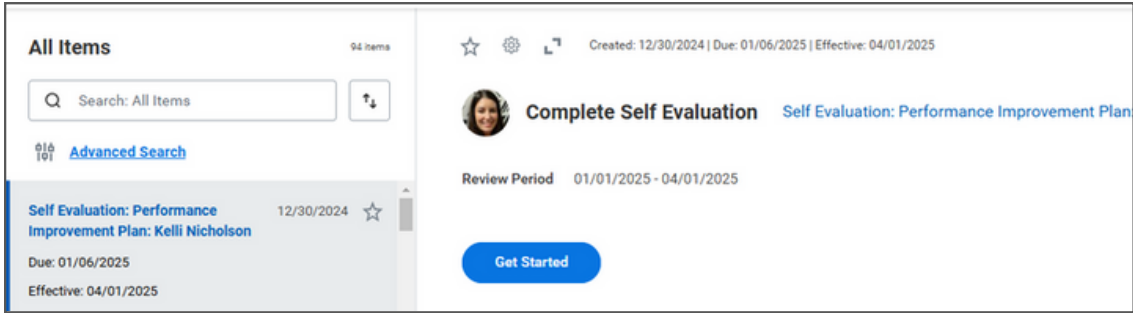 All Items
94 items
Search: All Items
Advanced Search
Self Evaluation: Performance
Improvement Plan: Kelli Nicholson
12/30/2024
Due: 01/06/2025
Effective: 04/01/2025
Created: 12/30/2024 | Due: 01/06/2025 | Effective: 04/01/2025
Complete Self Evaluation
Self Evaluation: Performance Improvement Plan:
Review Period
01/01/2025 - 04/01/2025
Get Started